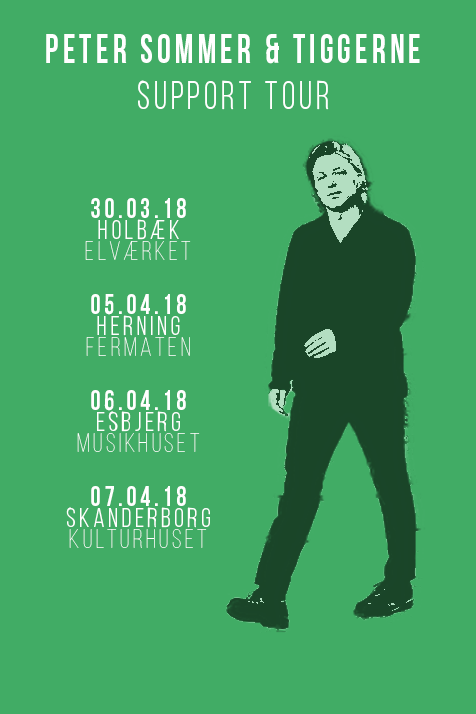 PETER SOMMER & TIGGERNE
SUPPORT TOUR
30.03.18
HOLBÆK
ELVÆRKET
05.04.18
HERNING
FERMATEN
06.04.18
ESBJERG
MUSIKHUSET
07.04.18
SKANDERBORG
KULTURHUSET